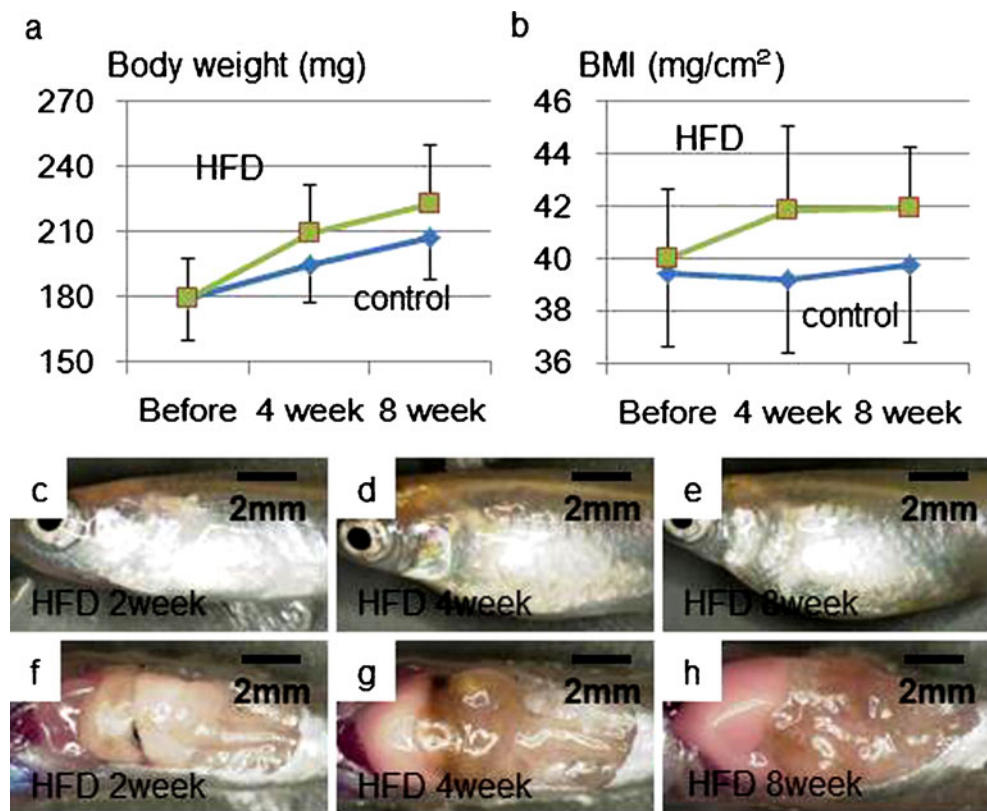 a
Body weight (mg)
270
240
210
180
150
HFD
control
Before 4 week 8 week
b
BMI (mg/cm²)
46
44
42
40
38
36
HFD
control
Before 4 week 8 week
c
2mm
HFD 2week
d
2mm
HFD 4week
e
2mm
HFD 8week
f
2mm
HFD 2week
g
2mm
HFD 4week
h
2mm
HFD 8week